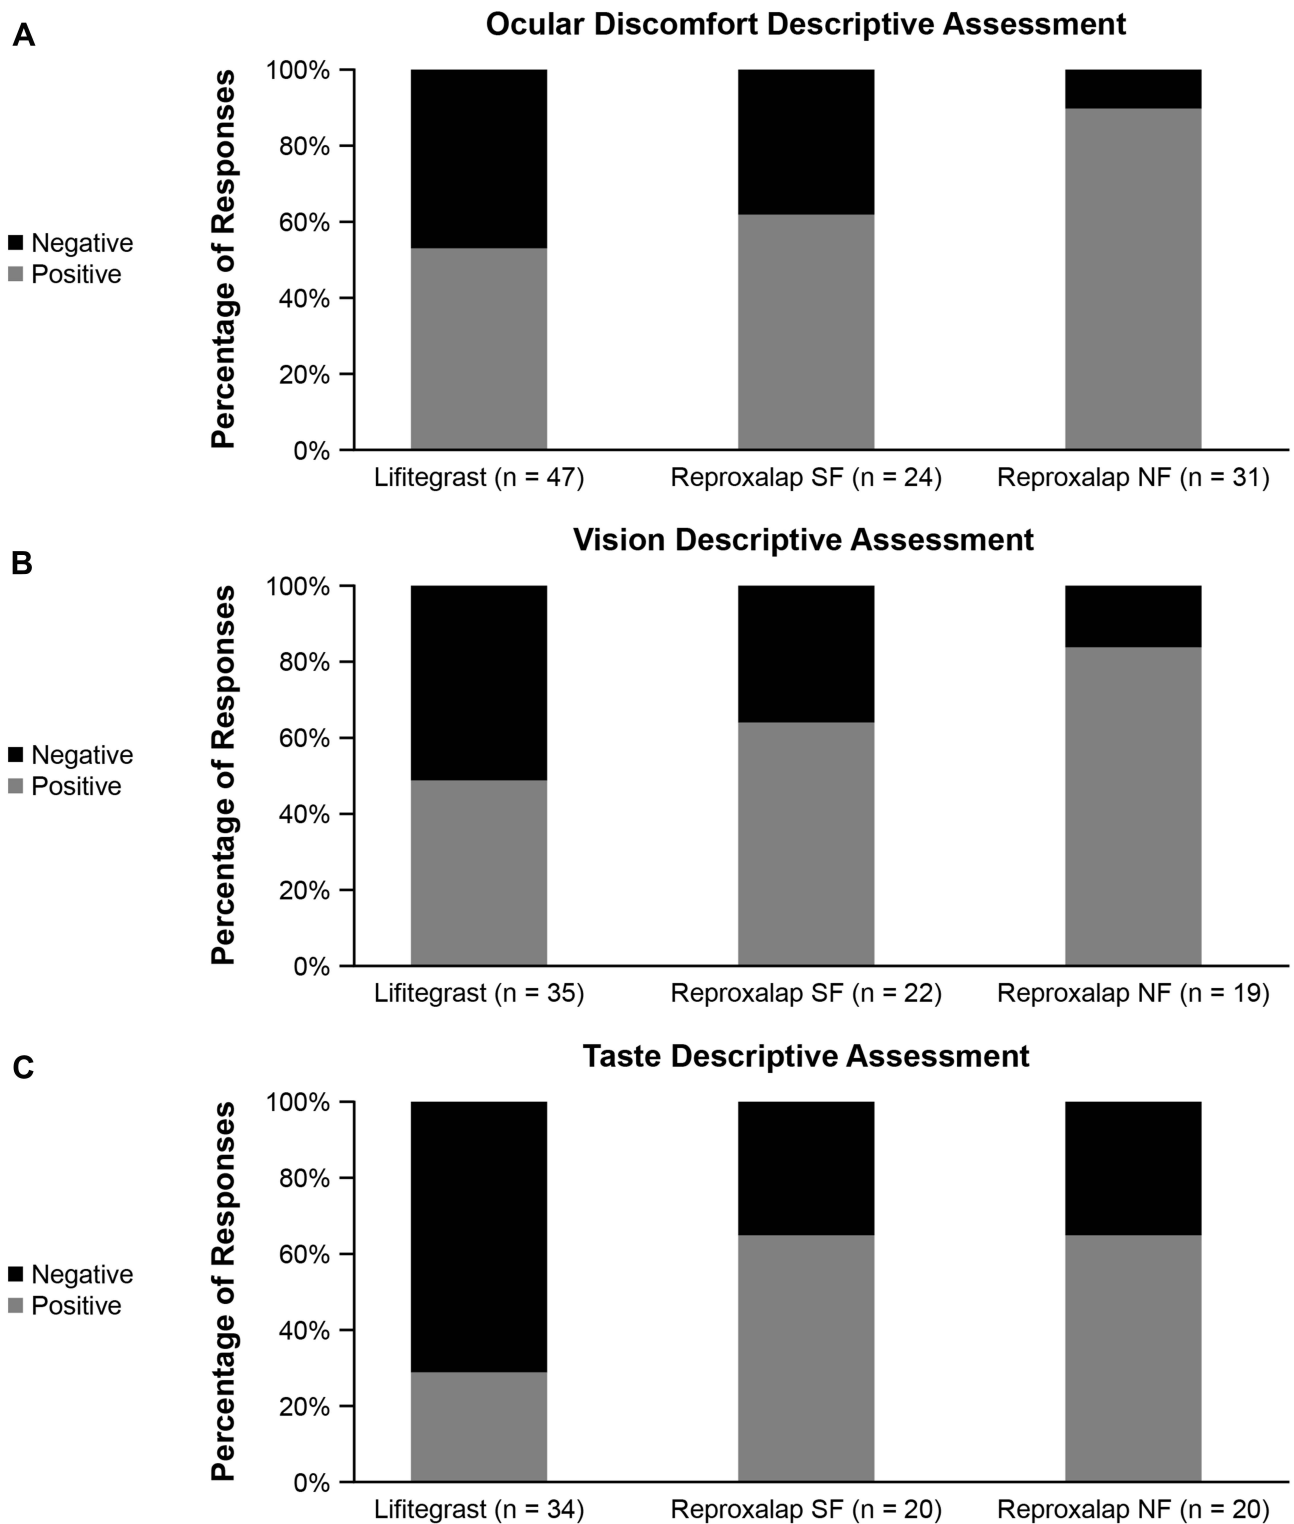 A
Ocular Discomfort Descriptive Assessment
Percentage of Responses
100%
80%
60%
40%
20%
0%
Negative
Positive
Lifitegrast (n = 47)
Reproxalap SF (n = 24)
Reproxalap NF (n = 31)
B
Vision Descriptive Assessment
Percentage of Responses
100%
80%
60%
40%
20%
0%
Negative
Positive
Lifitegrast (n = 35)
Reproxalap SF (n = 22)
Reproxalap NF (n = 19)
C
Taste Descriptive Assessment
Percentage of Responses
100%
80%
60%
40%
20%
0%
Negative
Positive
Lifitegrast (n = 34)
Reproxalap SF (n = 20)
Reproxalap NF (n = 20)